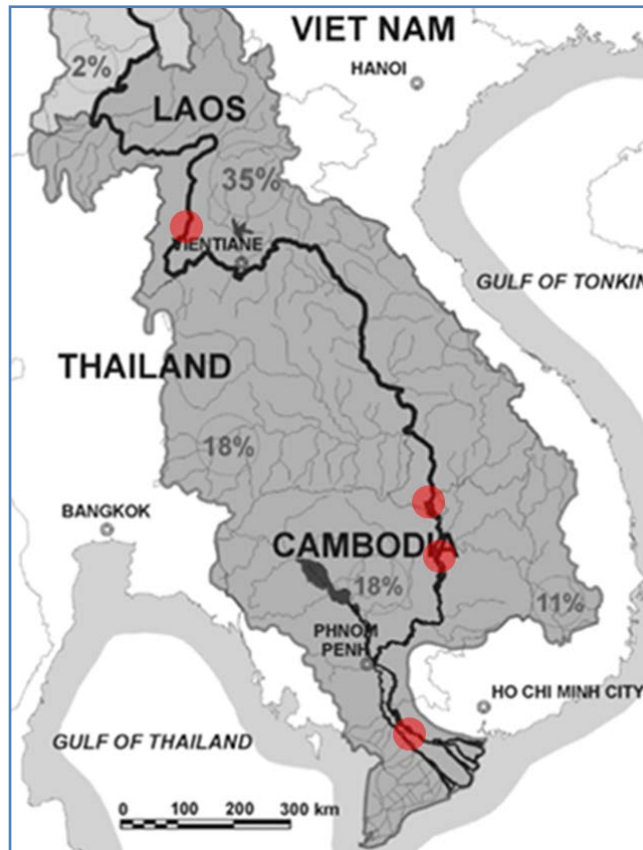 VIET NAM
2%
HANOI
LAOS
35%
VIENTIANE
GULF OF TONKIN
THAILAND
18%
BANGKOK
CAMBODIA
18%
11%
PHNOM
PENH
HO CHI MINH CITY
GULF OF THAILAND
0 100 200 300 km